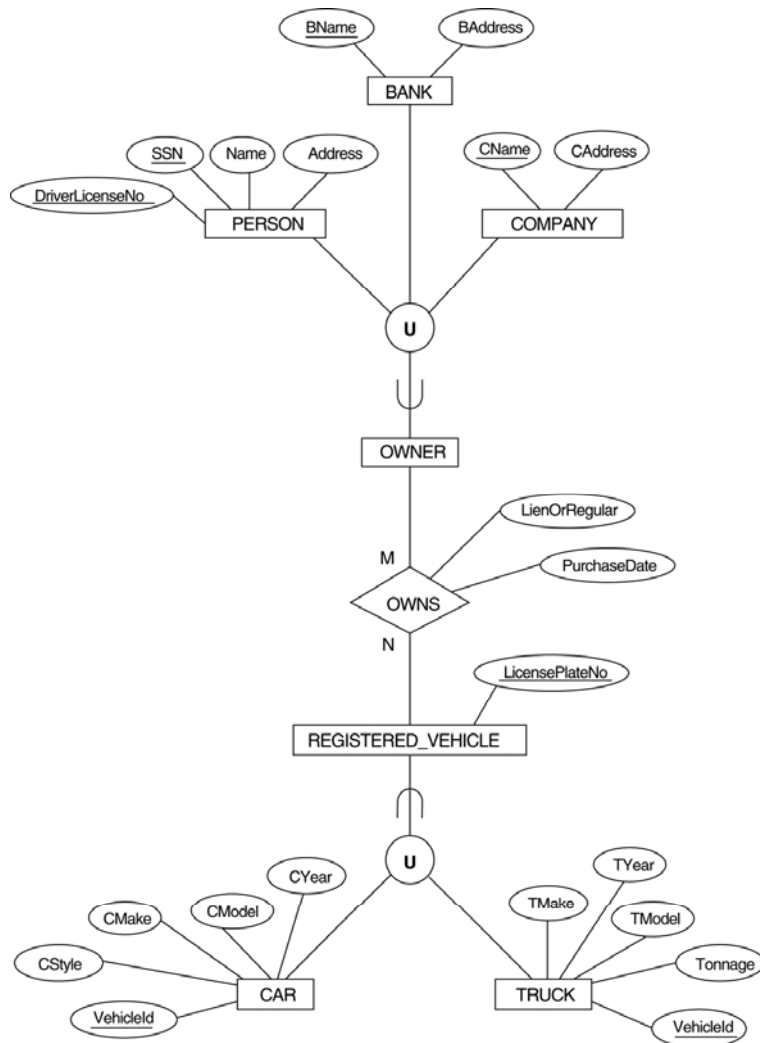 BName
BAddress
BANK
SSN
Name
Address
CName
CAddress
DriverLicenseNo
PERSON
COMPANY
U
OWNER
LienOrRegular
M
PurchaseDate
OWNS
N
LicensePlateNo
REGISTERED_VEHICLE
U
CYear
TYear
CModel
TMake
CMake
TModel
CStyle
Tonnage
CAR
TRUCK
VehicleId
VehicleId